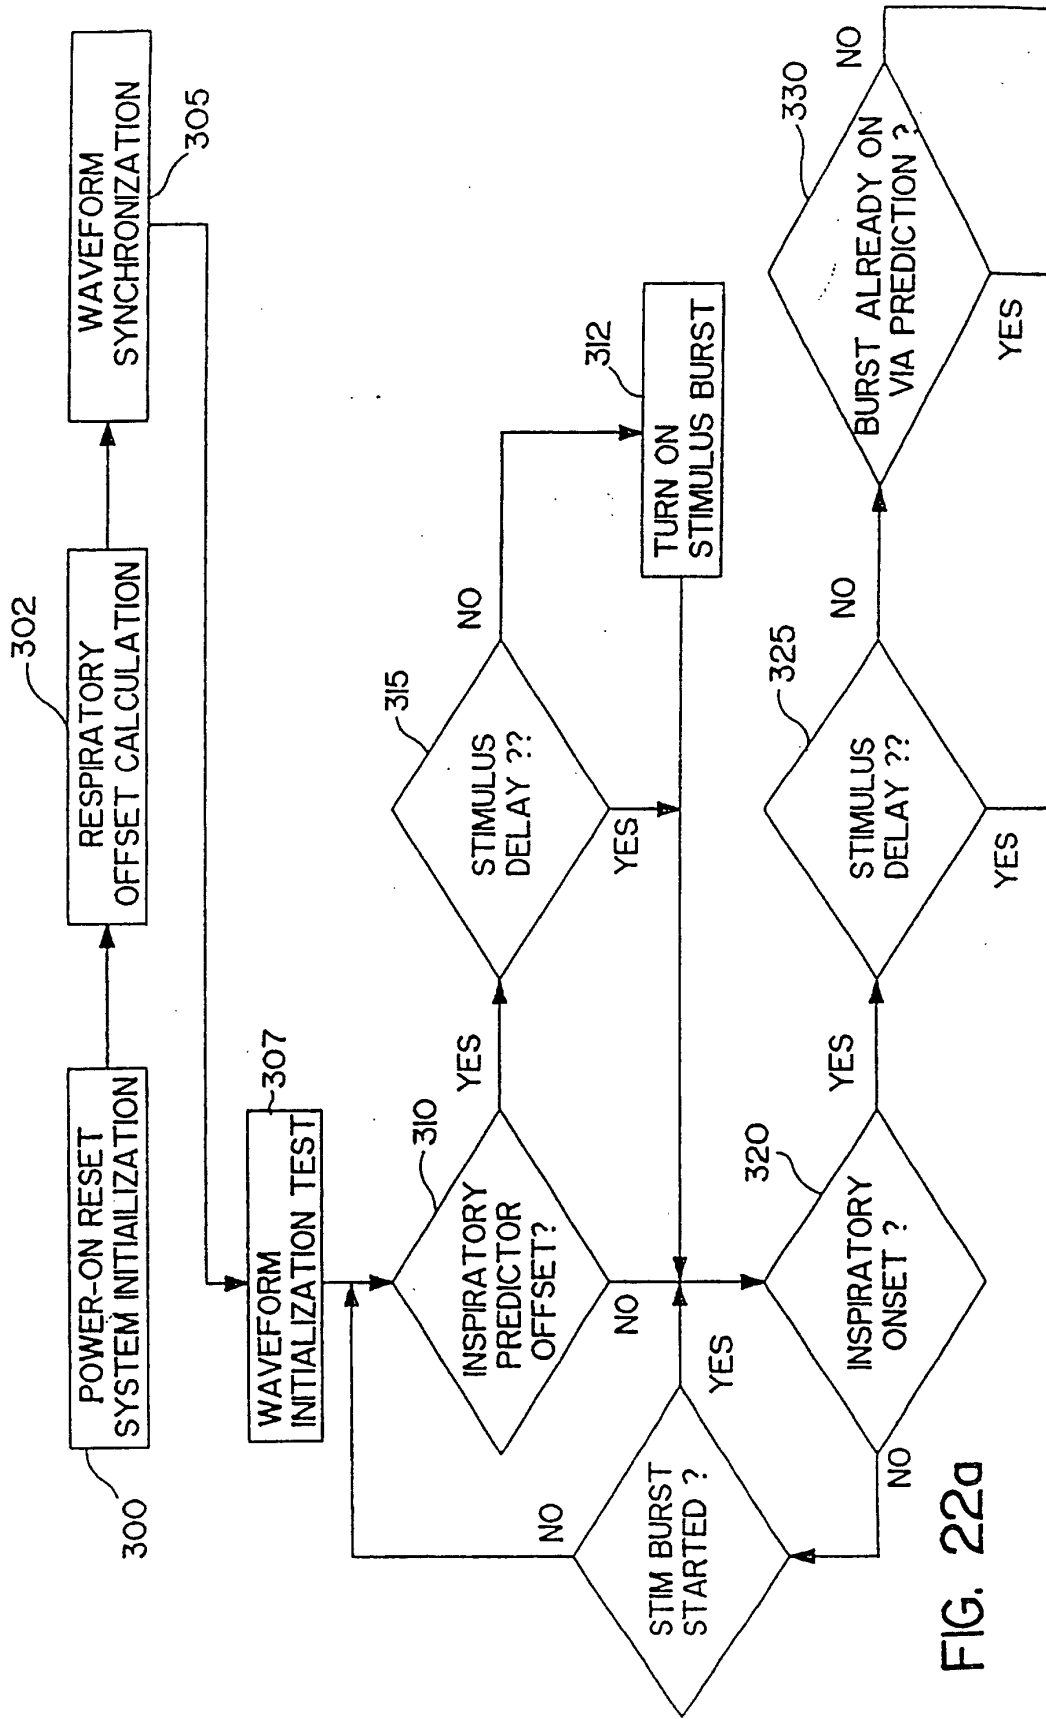 300
POWER-ON RESET
SYSTEM INITIALIZATION
302
RESPIRATORY
OFFSET CALCULATION
WAVEFORM
SYNCHRONIZATION
305
WAVEFORM
INITIALIZATION TEST
307
INSPIRATORY
PREDICTOR
OFFSET?
310
YES
NO
STIMULUS
DELAY ??
315
NO
YES
TURN ON
STIMULUS BURST
312
STIM BURST
STARTED ?
NO
YES
INSPIRATORY
ONSET ?
320
YES
NO
STIMULUS
DELAY ??
325
NO
YES
BURST ALREADY ON
VIA PREDICTION ?
330
NO
YES
FIG. 22a